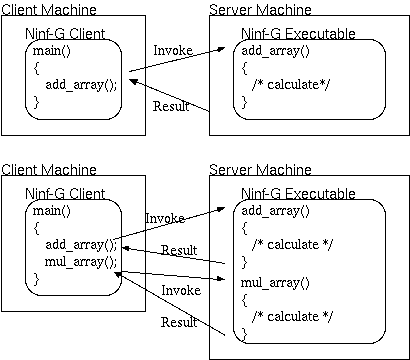 Client Machine
Server Machine
Ninf-G Client
Ninf-G Executable
main()
{
add_array();
}
Invoke
Result
add_array()
{
/* calculate*/
}
Client Machine
Server Machine
Ninf-G Client
Ninf-G Executable
main()
{
add_array();
mul_array();
}
Invoke
Result
Invoke
Result
add_array()
{
/* calculate */
}
mul_array()
{
/* calculate */
}